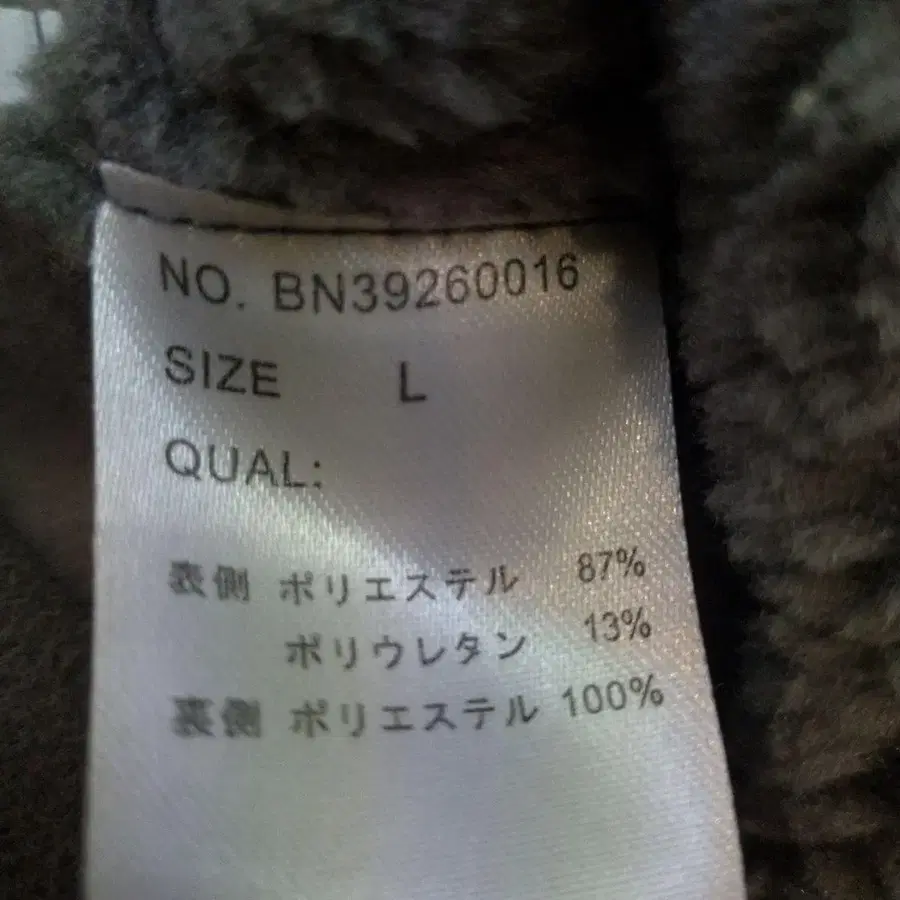 NO. BN39260016
SIZE L
QUAL:
表側 ポリエステル 87%
ポリウレタン 13%
裏側 ポリエステル 100%